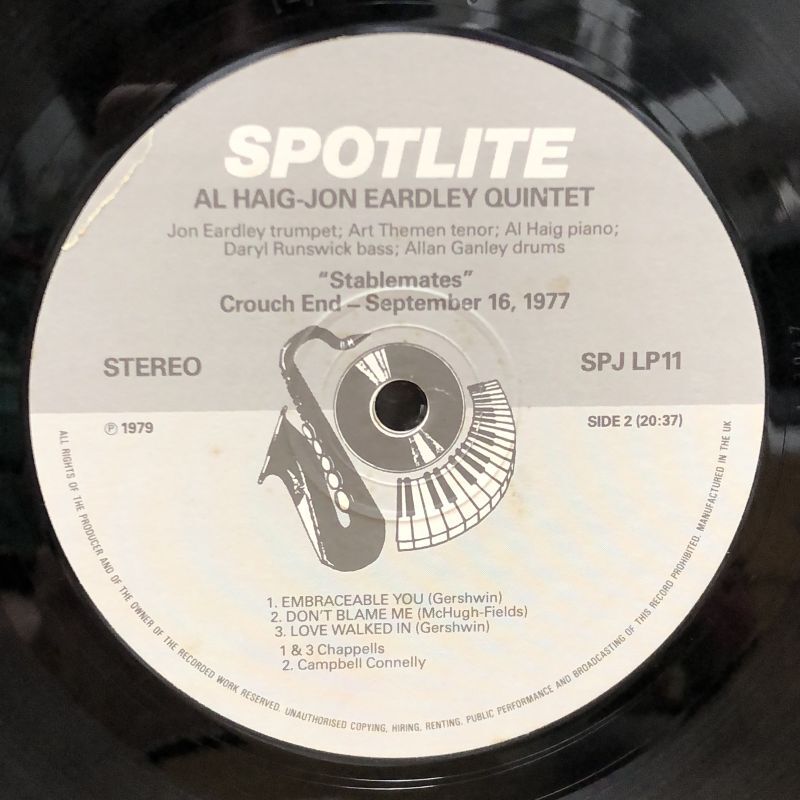 SPOTLITE
AL HAIG-JON EARDLEY QUINTET
Jon Eardley trumpet; Art Themen tenor; Al Haig piano;
Daryl Runswick bass; Allan Ganley drums
"Stablemates"
Crouch End – September 16, 1977
STEREO
SPJ LP11
℗ 1979
SIDE 2 (20:37)
1. EMBRACEABLE YOU (Gershwin)
2. DON'T BLAME ME (McHugh-Fields)
3. LOVE WALKED IN (Gershwin)
1 & 3 Chappells
2. Campbell Connelly
ALL RIGHTS OF THE PRODUCER AND OF THE OWNER OF THE RECORDED WORK RESERVED. UNAUTHORISED COPYING, HIRING, RENTING, PUBLIC PERFORMANCE AND BROADCASTING OF THIS RECORD PROHIBITED. MANUFACTURED IN THE UK